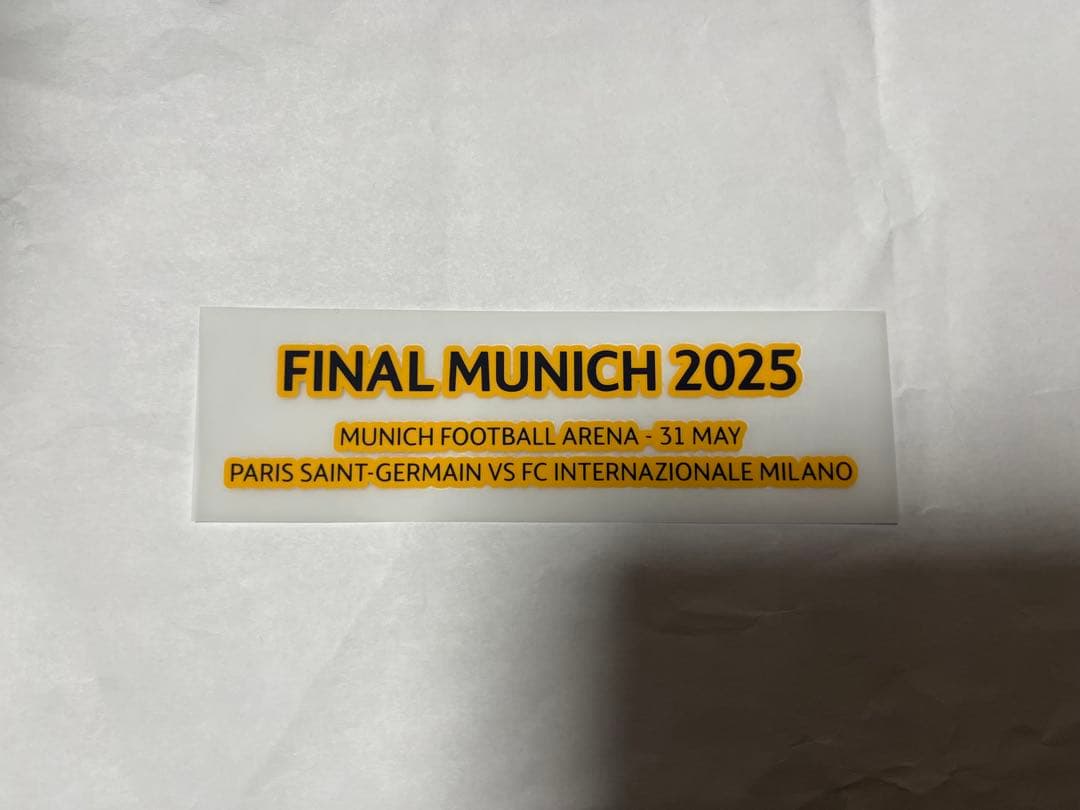 FINAL MUNICH 2025
MUNICH FOOTBALL ARENA - 31 MAY
PARIS SAINT-GERMAIN VS FC INTERNAZIONALE MILANO